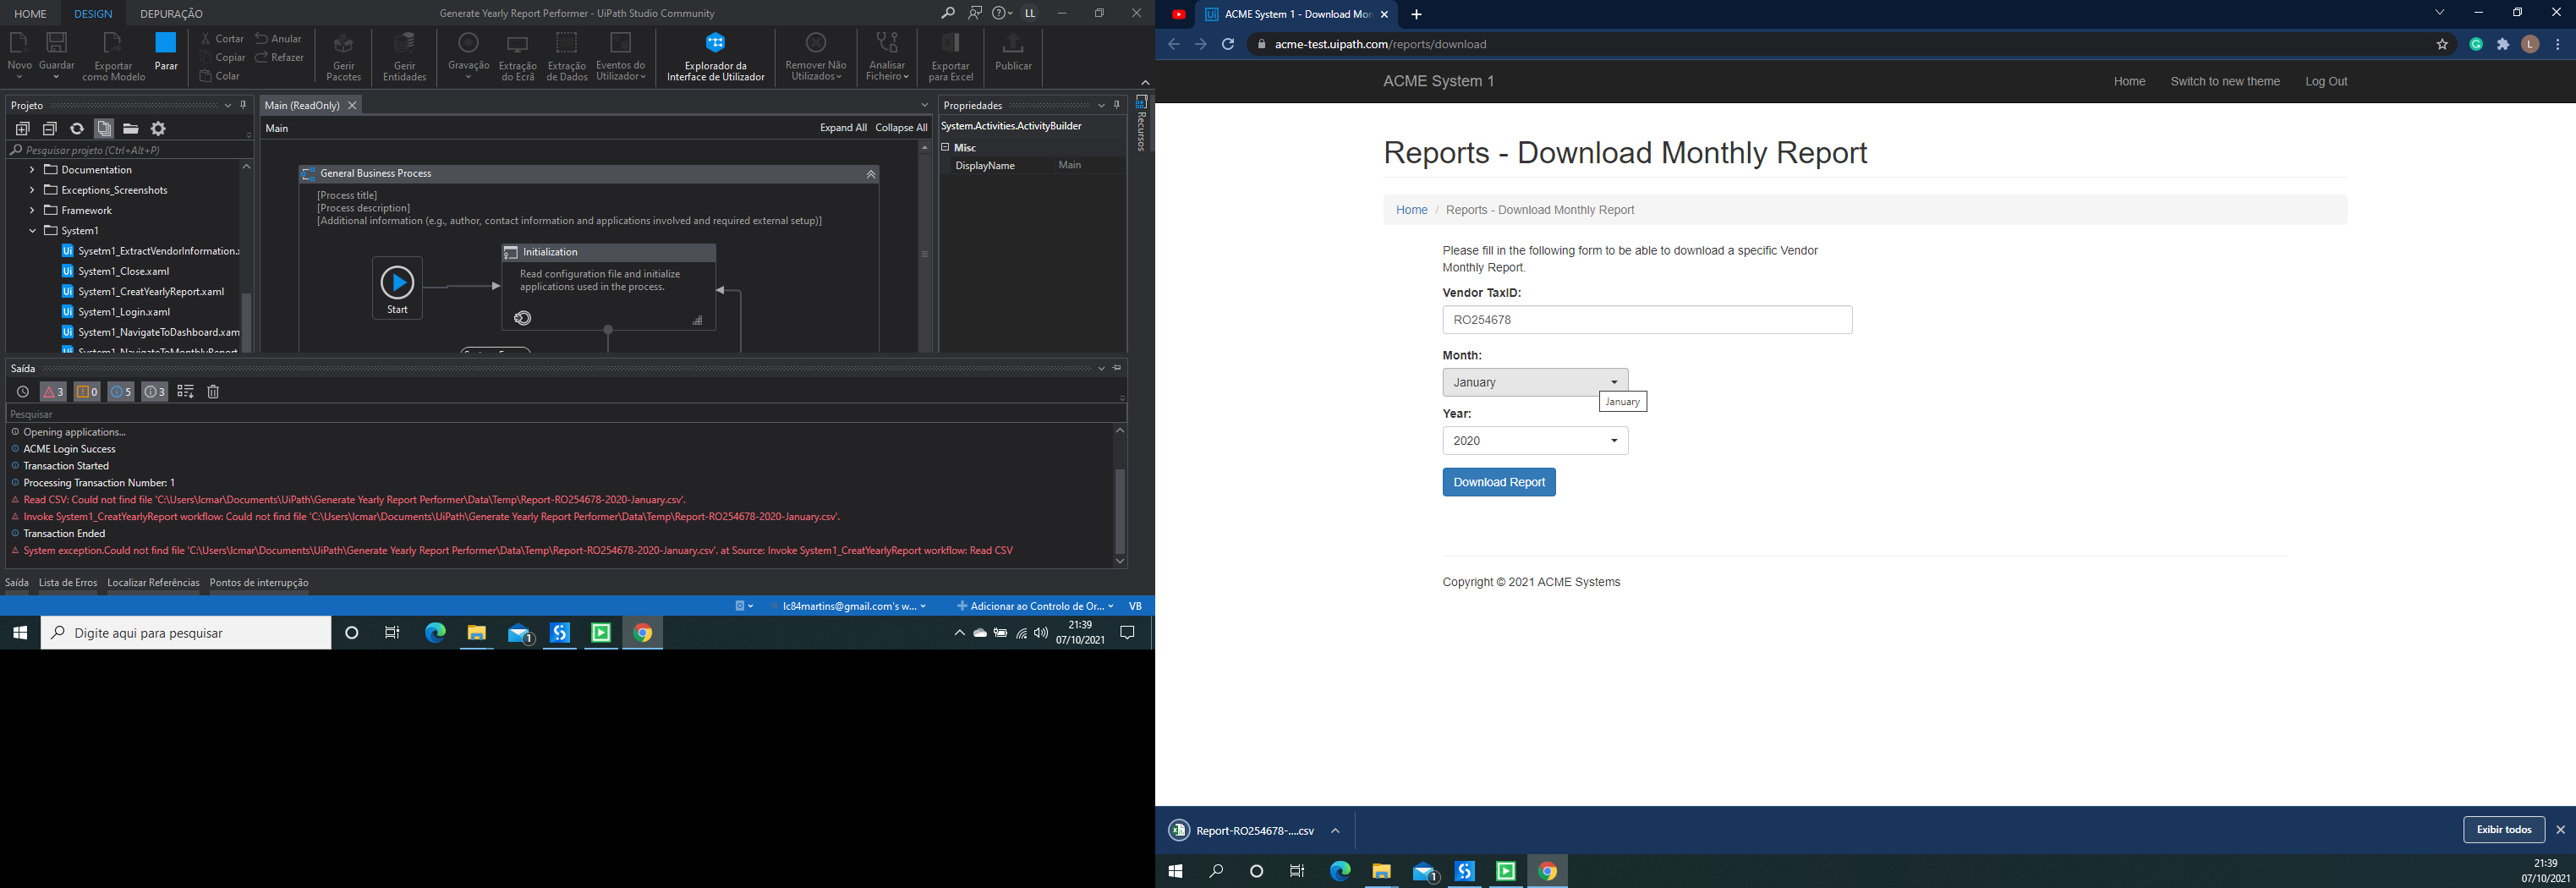 HOME DESIGN DEPURAÇÃO Generate Yearly Report Performer - UiPath Studio Community LL
Novo Guardar Exportar como Modelo Parar Cortar Copiar Colar Anular Refazer Gerir Pacotes Gerir Entidades Gravação Extração do Ecrã Extração de Dados Eventos do Utilizador Explorador da Interface de Utilizador Remover Não Utilizados Analisar Ficheiro Exportar para Excel Publicar
Projeto
Pesquisar projeto (Ctrl+Alt+P)
Documentation
Exceptions_Screenshots
Framework
System1
Sysetm1_ExtractVendorInformation.
System1_Close.xaml
System1_CreatYearlyReport.xaml
System1_Login.xaml
System1_NavigateToDashboard.xam
System1_NavigateToMonthlyReport
Main (ReadOnly)
Main Expand All Collapse All
General Business Process
[Process title]
[Process description]
[Additional information (e.g., author, contact information and applications involved and required external setup)]
Start
Initialization
Read configuration file and initialize
applications used in the process.
Propriedades
System.Activities.ActivityBuilder
Misc
DisplayName Main
Recursos
Saída
3 0 5 3
Pesquisar
Opening applications...
ACME Login Success
Transaction Started
Processing Transaction Number: 1
Read CSV: Could not find file 'C:\Users\lcmar\Documents\UiPath\Generate Yearly Report Performer\Data\Temp\Report-RO254678-2020-January.csv'.
Invoke System1_CreatYearlyReport workflow: Could not find file 'C:\Users\lcmar\Documents\UiPath\Generate Yearly Report Performer\Data\Temp\Report-RO254678-2020-January.csv'.
Transaction Ended
System exception.Could not find file 'C:\Users\lcmar\Documents\UiPath\Generate Yearly Report Performer\Data\Temp\Report-RO254678-2020-January.csv'. at Source: Invoke System1_CreatYearlyReport workflow: Read CSV
Saída Lista de Erros Localizar Referências Pontos de interrupção
lc84martins@gmail.com's w... Adicionar ao Controlo de Or... VB
Digite aqui para pesquisar 1 21:39
07/10/2021
Ui ACME System 1 - Download Mon
acme-test.uipath.com/reports/download L
ACME System 1 Home Switch to new theme Log Out
Reports - Download Monthly Report
Home / Reports - Download Monthly Report
Please fill in the following form to be able to download a specific Vendor
Monthly Report.
Vendor TaxID:
RO254678
Month:
January
January
Year:
2020
Download Report
Copyright © 2021 ACME Systems
Report-RO254678-....csv Exibir todos
1 21:39
07/10/2021